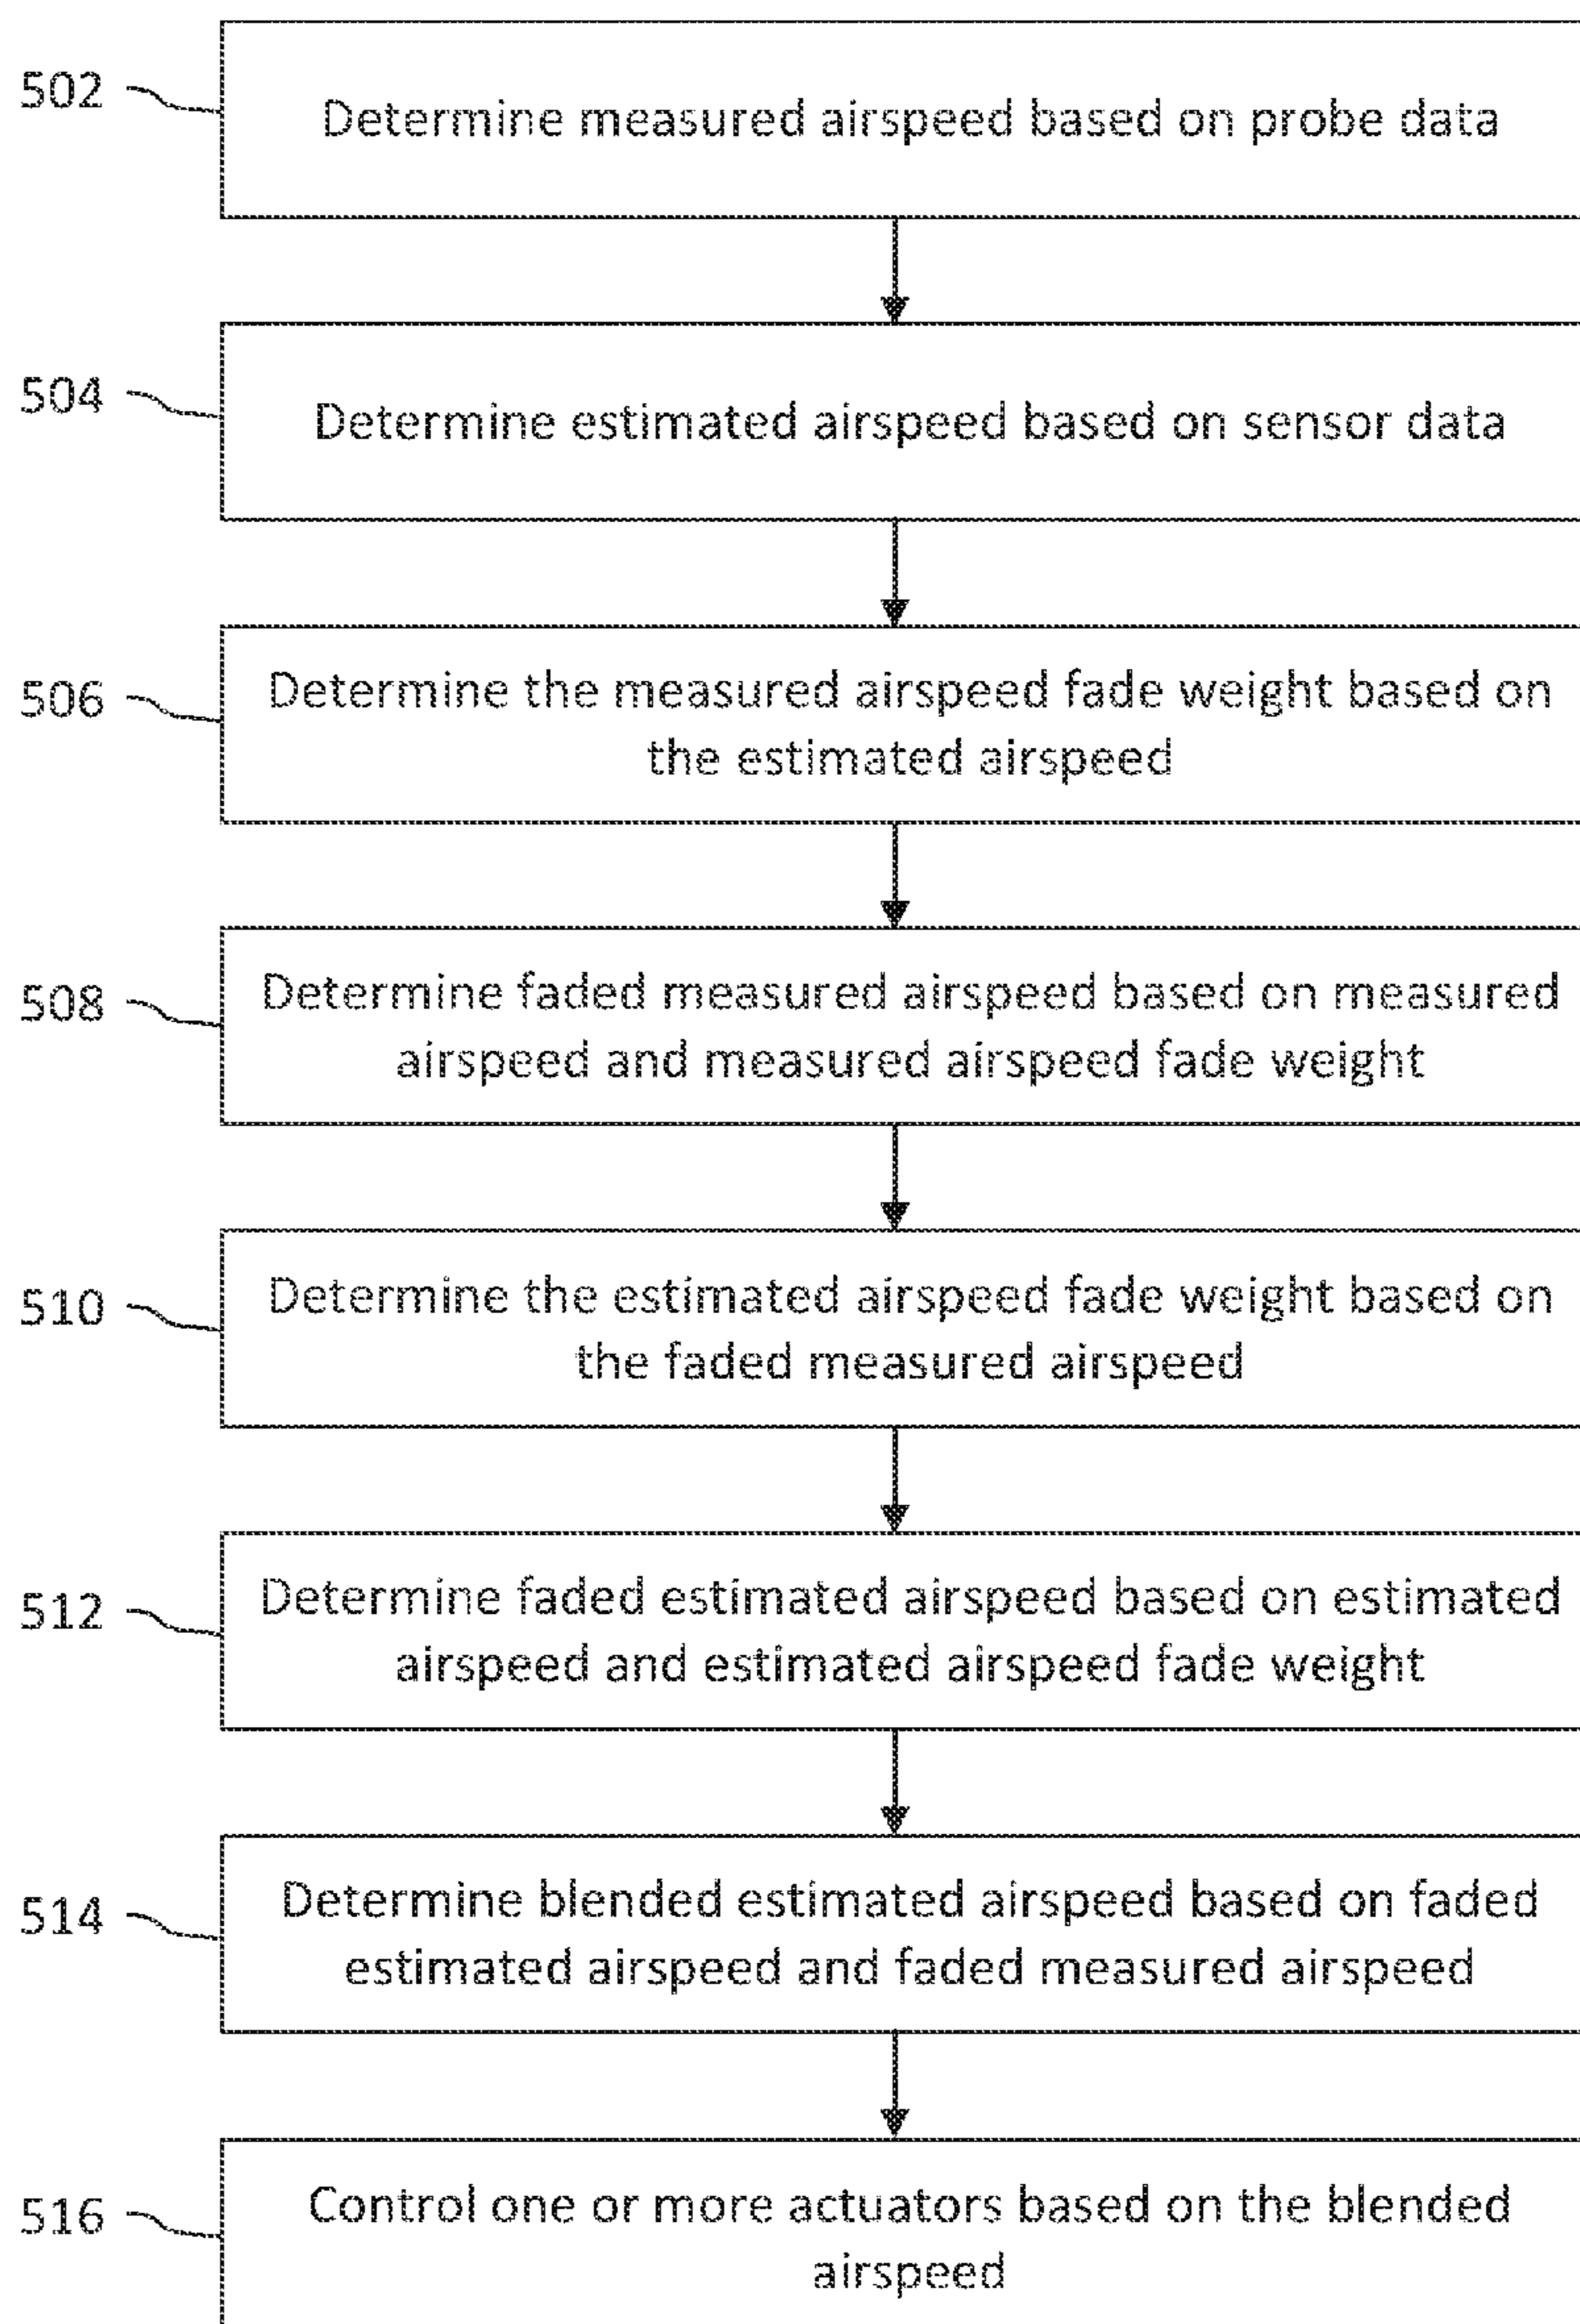 502
Determine measured airspeed based on probe data
504
Determine estimated airspeed based on sensor data
506
Determine the measured airspeed fade weight based on
the estimated airspeed
508
Determine faded measured airspeed based on measured
airspeed and measured airspeed fade weight
510
Determine the estimated airspeed fade weight based on
the faded measured airspeed
512
Determine faded estimated airspeed based on estimated
airspeed and estimated airspeed fade weight
514
Determine blended estimated airspeed based on faded
estimated airspeed and faded measured airspeed
516
Control one or more actuators based on the blended
airspeed